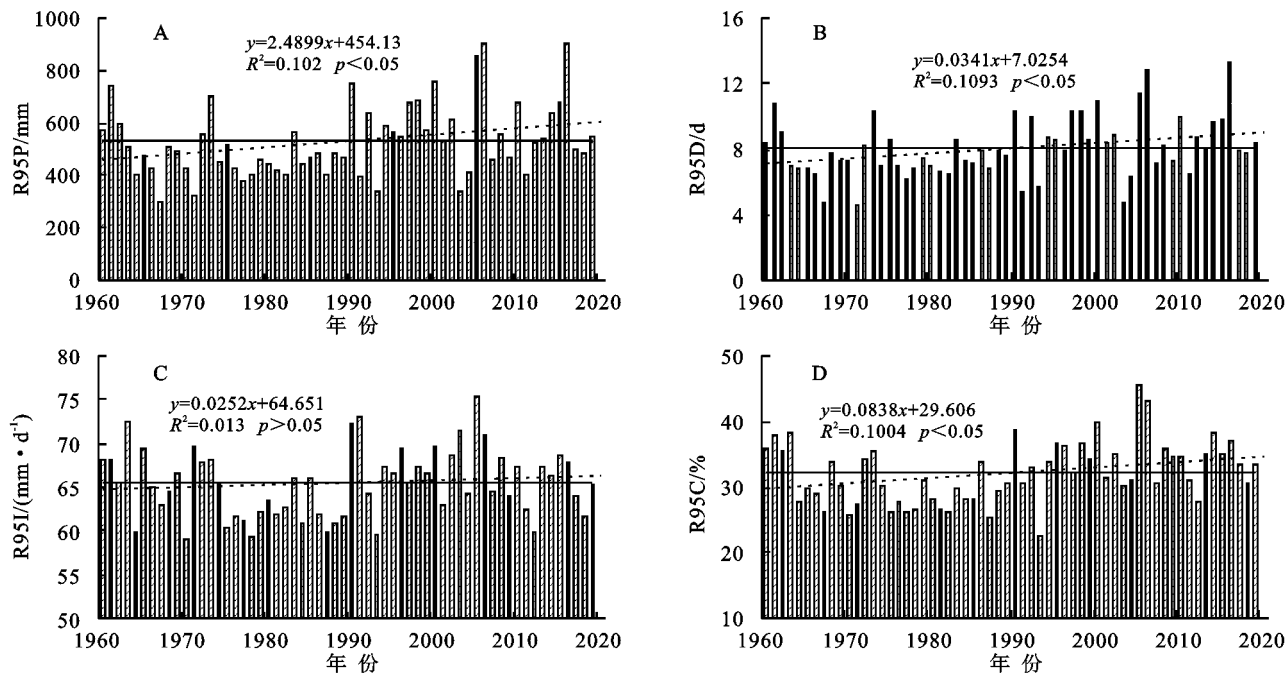 A
y=2.4899x+454.13
R²=0.102 p<0.05
R95P/mm
1000
800
600
400
200
0
1960 1970 1980 1990 2000 2010 2020
年 份
B
y=0.0341x+7.0254
R²=0.1093 p<0.05
R95D/d
16
12
8
4
0
1960 1970 1980 1990 2000 2010 2020
年 份
C
y=0.0252x+64.651
R²=0.013 p>0.05
R95I/(mm·d⁻¹)
80
75
70
65
60
55
50
1960 1970 1980 1990 2000 2010 2020
年 份
D
y=0.0838x+29.606
R²=0.1004 p<0.05
R95C/%
50
40
30
20
10
1960 1970 1980 1990 2000 2010 2020
年 份